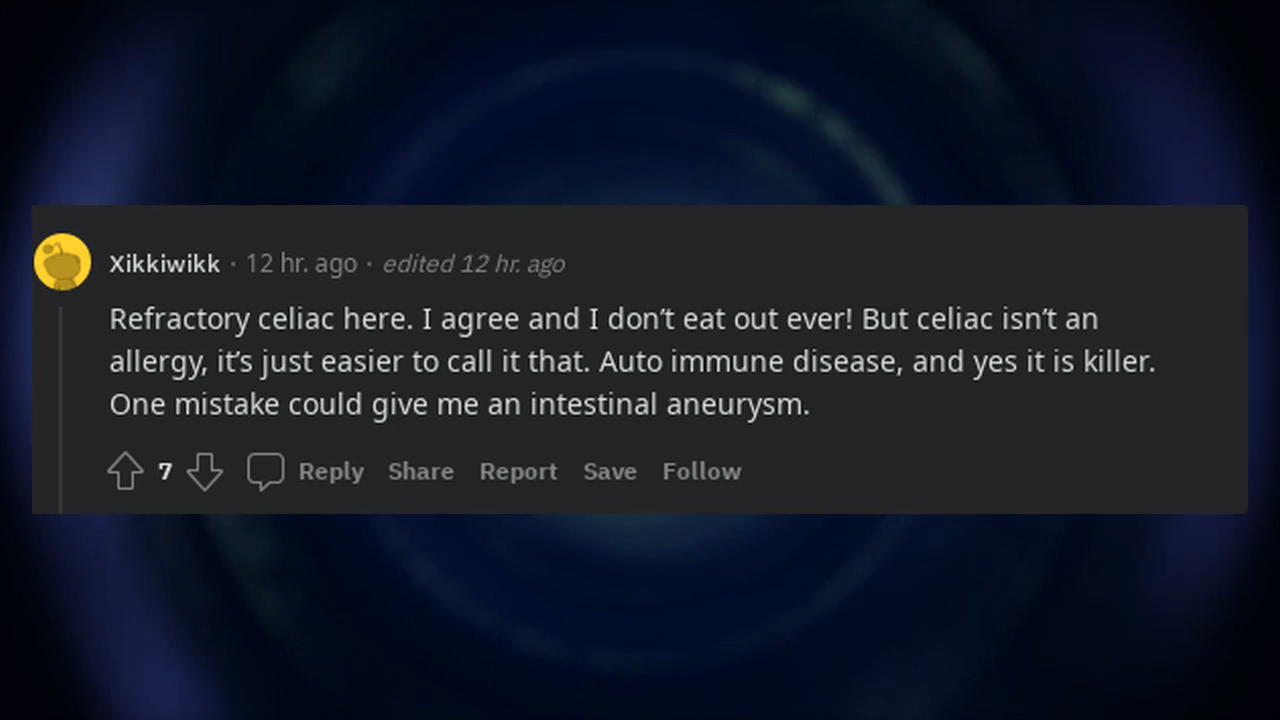 Xikkiwikk · 12 hr. ago · edited 12 hr. ago
Refractory celiac here. I agree and I don’t eat out ever! But celiac isn’t an
allergy, it’s just easier to call it that. Auto immune disease, and yes it is killer.
One mistake could give me an intestinal aneurysm.
7 Reply Share Report Save Follow